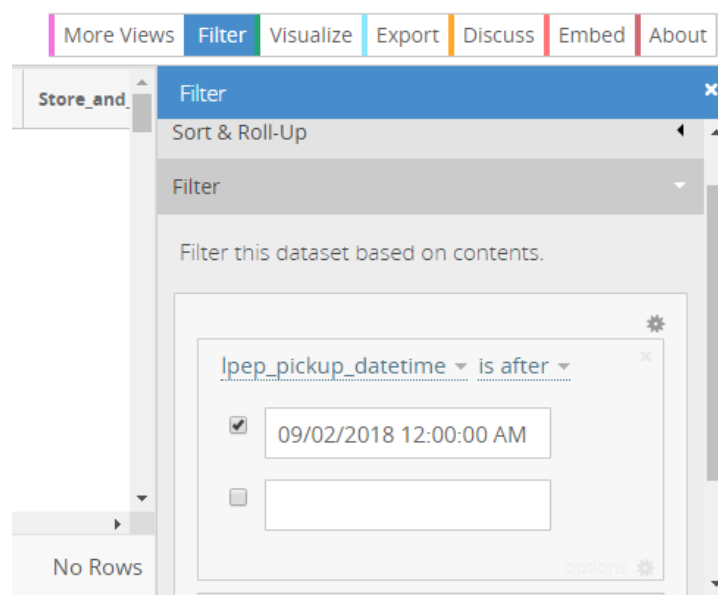 More Views Filter Visualize Export Discuss Embed About
Store_and_
Filter
Sort & Roll-Up
Filter
Filter this dataset based on contents.
lpep_pickup_datetime is after
09/02/2018 12:00:00 AM
options
No Rows